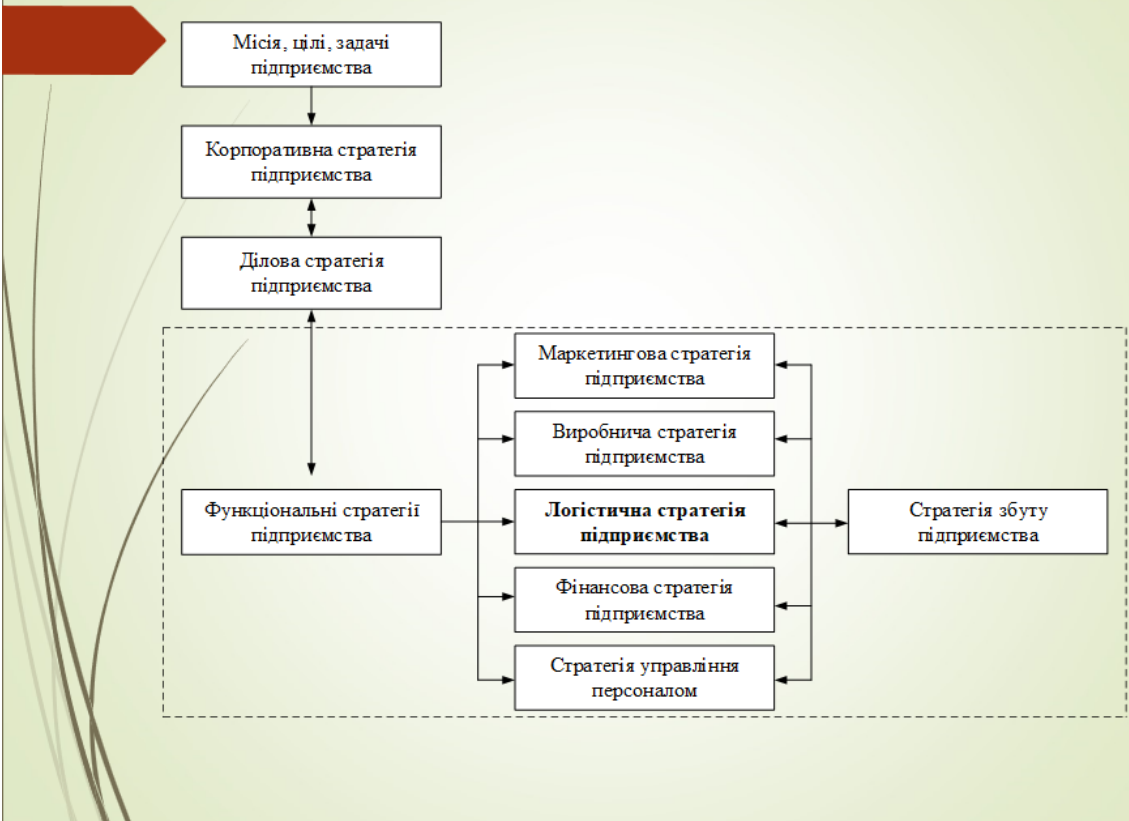 Місія, цілі, задачі
підприємства
Корпоративна стратегія
підприємства
Ділова стратегія
підприємства
Маркетингова стратегія
підприємства
Виробнича стратегія
підприємства
Функціональні стратегії
підприємства
Логістична стратегія
підприємства
Стратегія збуту
підприємства
Фінансова стратегія
підприємства
Стратегія управління
персоналом